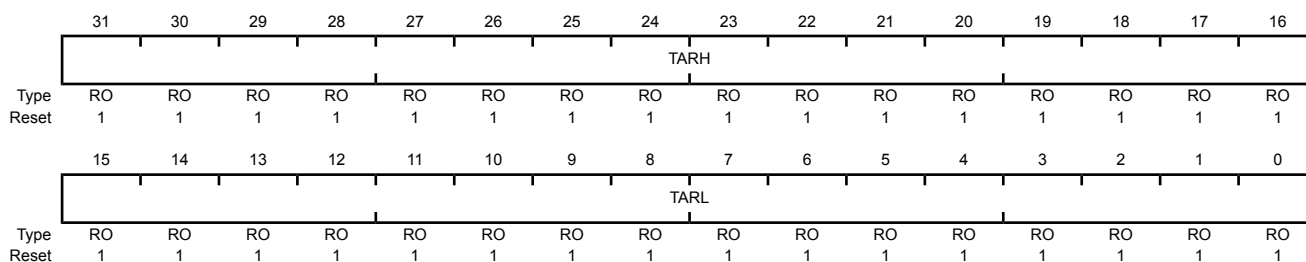 31 30 29 28 27 26 25 24 23 22 21 20 19 18 17 16
TARH
Type RO RO RO RO RO RO RO RO RO RO RO RO RO RO RO RO
Reset 1 1 1 1 1 1 1 1 1 1 1 1 1 1 1 1
15 14 13 12 11 10 9 8 7 6 5 4 3 2 1 0
TARL
Type RO RO RO RO RO RO RO RO RO RO RO RO RO RO RO RO
Reset 1 1 1 1 1 1 1 1 1 1 1 1 1 1 1 1